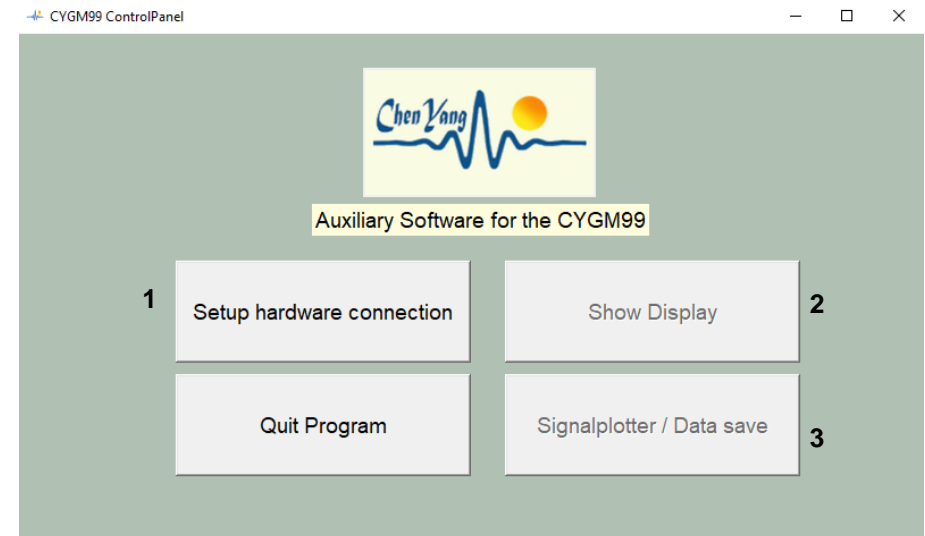 CYGM99 ControlPanel
Chen Yang
Auxiliary Software for the CYGM99
1
Setup hardware connection
Show Display
2
Quit Program
Signalplotter / Data save
3